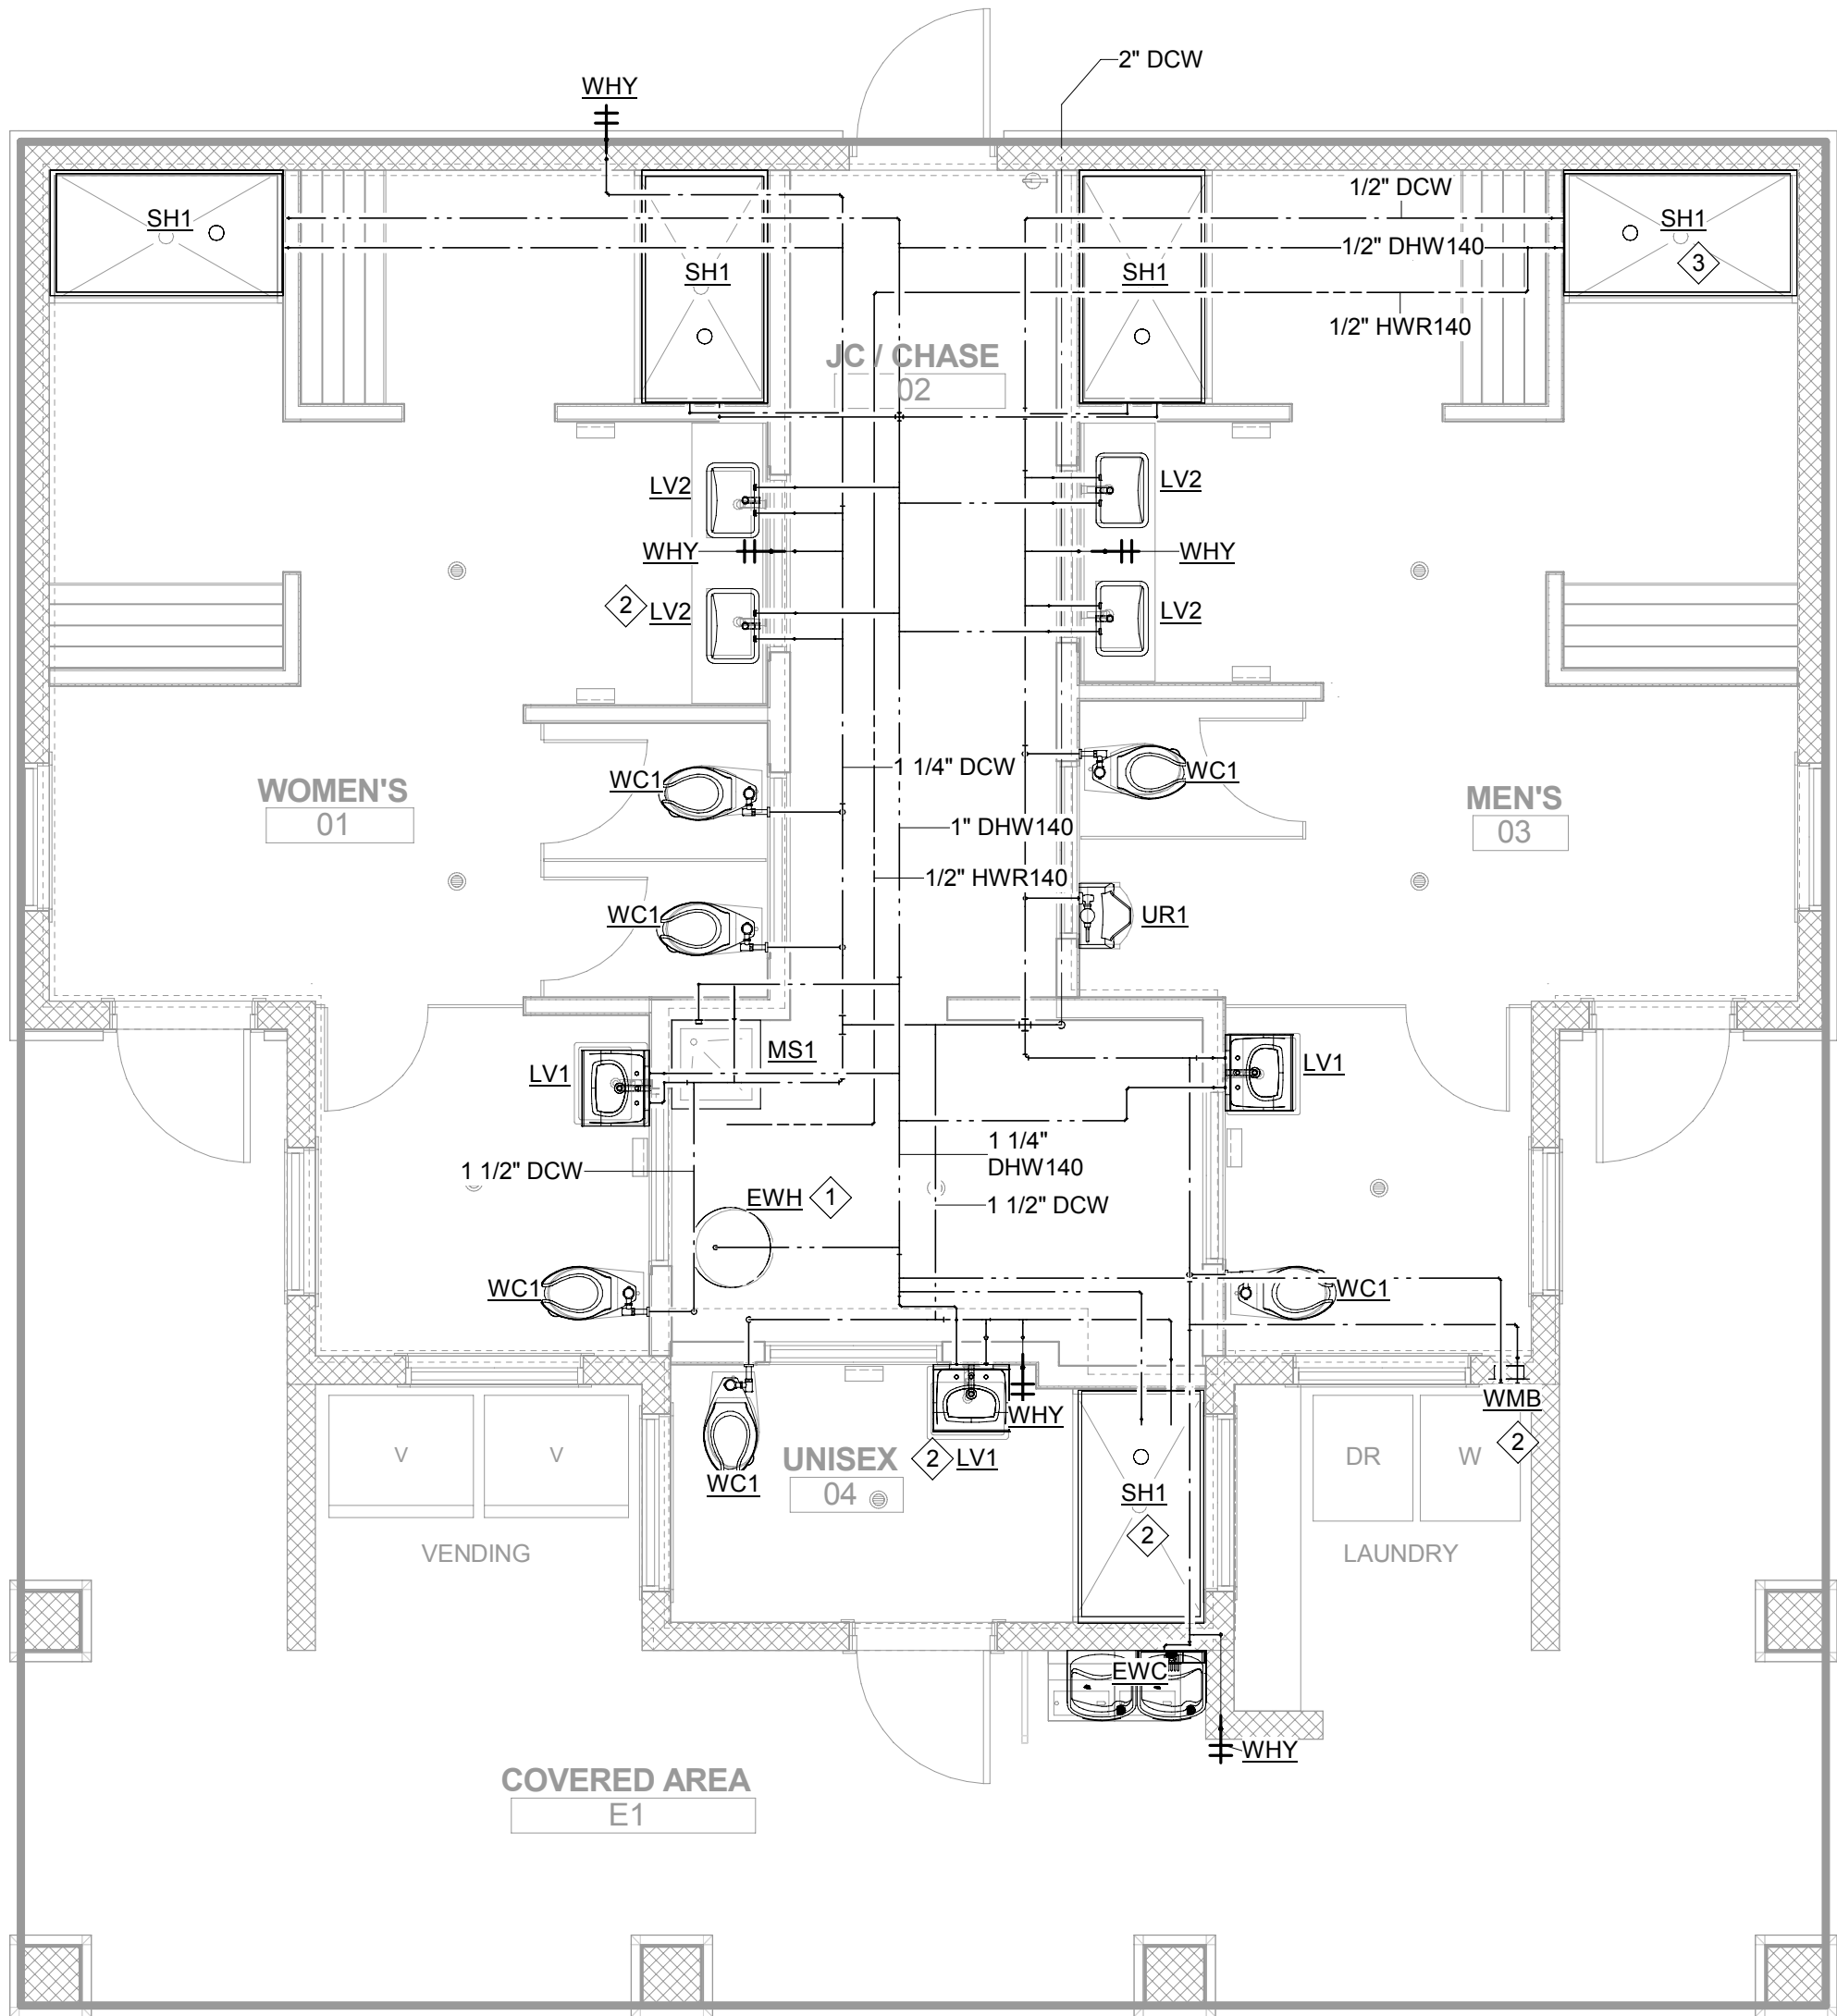 2" DCW
WHY
1/2" DCW
SH1
SH1
1/2" DHW140
SH1
SH1
3
1/2" HWR140
JC / CHASE
02
LV2
LV2
WHY
WHY
2
LV2
LV2
1 1/4" DCW
WC1
WC1
WOMEN'S
01
MEN'S
03
1" DHW140
1/2" HWR140
WC1
UR1
MS1
LV1
LV1
1 1/4"
DHW140
1 1/2" DCW
EWH
1
1 1/2" DCW
WC1
WC1
WMB
2
WHY
V
V
UNISEX
04
2
LV1
DR
W
WC1
SH1
2
VENDING
LAUNDRY
EWC
WHY
COVERED AREA
E1